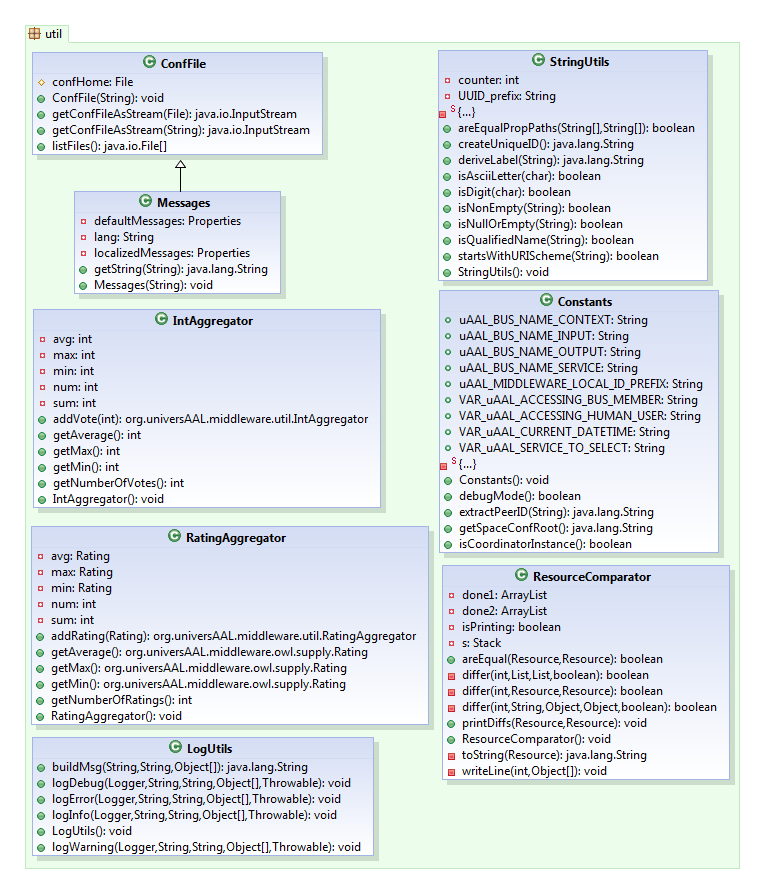 util
ConfFile
confHome: File
ConfFile(String): void
getConfFileAsStream(File): java.io.InputStream
getConfFileAsStream(String): java.io.InputStream
listFiles(): java.io.File[]
Messages
defaultMessages: Properties
lang: String
localizedMessages: Properties
getString(String): java.lang.String
Messages(String): void
IntAggregator
avg: int
max: int
min: int
num: int
sum: int
addVote(int): org.universAAL.middleware.util.IntAggregator
getAverage(): int
getMax(): int
getMin(): int
getNumberOfVotes(): int
IntAggregator(): void
RatingAggregator
avg: Rating
max: Rating
min: Rating
num: int
sum: int
addRating(Rating): org.universAAL.middleware.util.RatingAggregator
getAverage(): org.universAAL.middleware.owl.supply.Rating
getMax(): org.universAAL.middleware.owl.supply.Rating
getMin(): org.universAAL.middleware.owl.supply.Rating
getNumberOfRatings(): int
RatingAggregator(): void
LogUtils
buildMsg(String,String,Object[]): java.lang.String
logDebug(Logger,String,String,Object[],Throwable): void
logError(Logger,String,String,Object[],Throwable): void
logInfo(Logger,String,String,Object[],Throwable): void
LogUtils(): void
logWarning(Logger,String,String,Object[],Throwable): void
StringUtils
counter: int
UUID_prefix: String
S {...}
areEqualPropPaths(String[],String[]): boolean
createUniqueID(): java.lang.String
deriveLabel(String): java.lang.String
isAsciiLetter(char): boolean
isDigit(char): boolean
isNonEmpty(String): boolean
isNullOrEmpty(String): boolean
isQualifiedName(String): boolean
startsWithURIScheme(String): boolean
StringUtils(): void
Constants
uAAL_BUS_NAME_CONTEXT: String
uAAL_BUS_NAME_INPUT: String
uAAL_BUS_NAME_OUTPUT: String
uAAL_BUS_NAME_SERVICE: String
uAAL_MIDDLEWARE_LOCAL_ID_PREFIX: String
VAR_uAAL_ACCESSING_BUS_MEMBER: String
VAR_uAAL_ACCESSING_HUMAN_USER: String
VAR_uAAL_CURRENT_DATETIME: String
VAR_uAAL_SERVICE_TO_SELECT: String
S {...}
Constants(): void
debugMode(): boolean
extractPeerID(String): java.lang.String
getSpaceConfRoot(): java.lang.String
isCoordinatorInstance(): boolean
ResourceComparator
done1: ArrayList
done2: ArrayList
isPrinting: boolean
s: Stack
areEqual(Resource,Resource): boolean
differ(int,List,List,boolean): boolean
differ(int,Resource,Resource): boolean
differ(int,String,Object,Object,boolean): boolean
printDiffs(Resource,Resource): void
ResourceComparator(): void
toString(Resource): java.lang.String
writeLine(int,Object[]): void